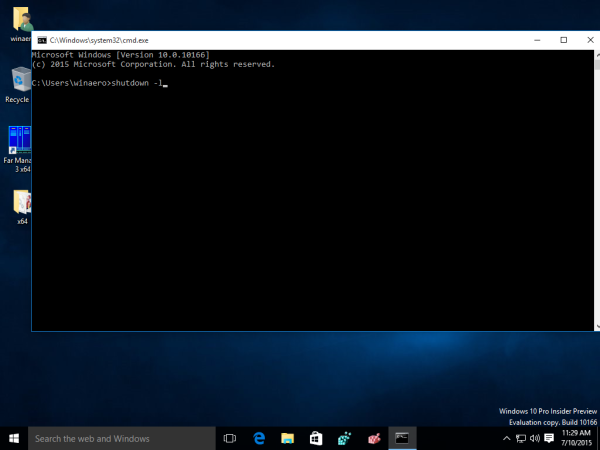 winaero
C:\Windows\system32\cmd.exe
Microsoft Windows [Version 10.0.10166]
(c) 2015 Microsoft Corporation. All rights reserved.
C:\Users\winaero>shutdown -l_
Recycle
Far Mana
3 x64
x64
Windows 10 Pro Insider Preview
Evaluation copy. Build 10166
Search the web and Windows
11:29 AM
7/10/2015